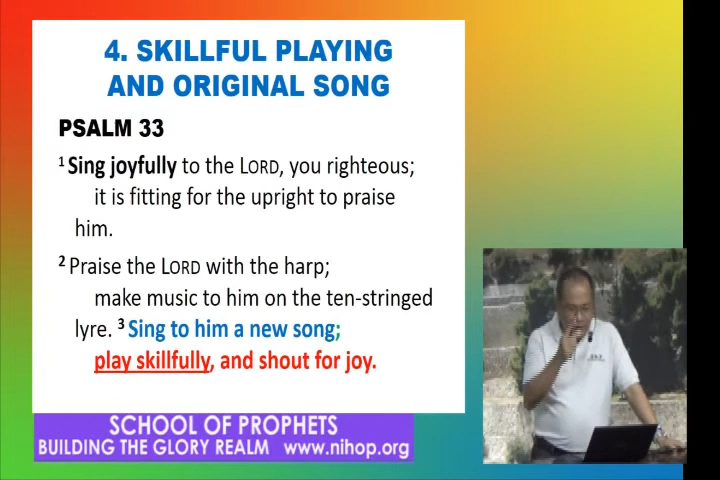 4. SKILLFUL PLAYING
AND ORIGINAL SONG
PSALM 33
1 Sing joyfully to the LORD, you righteous;
it is fitting for the upright to praise
him.
2 Praise the LORD with the harp;
make music to him on the ten-stringed
lyre. 3 Sing to him a new song;
play skillfully, and shout for joy.
SCHOOL OF PROPHETS
BUILDING THE GLORY REALM www.nihop.org